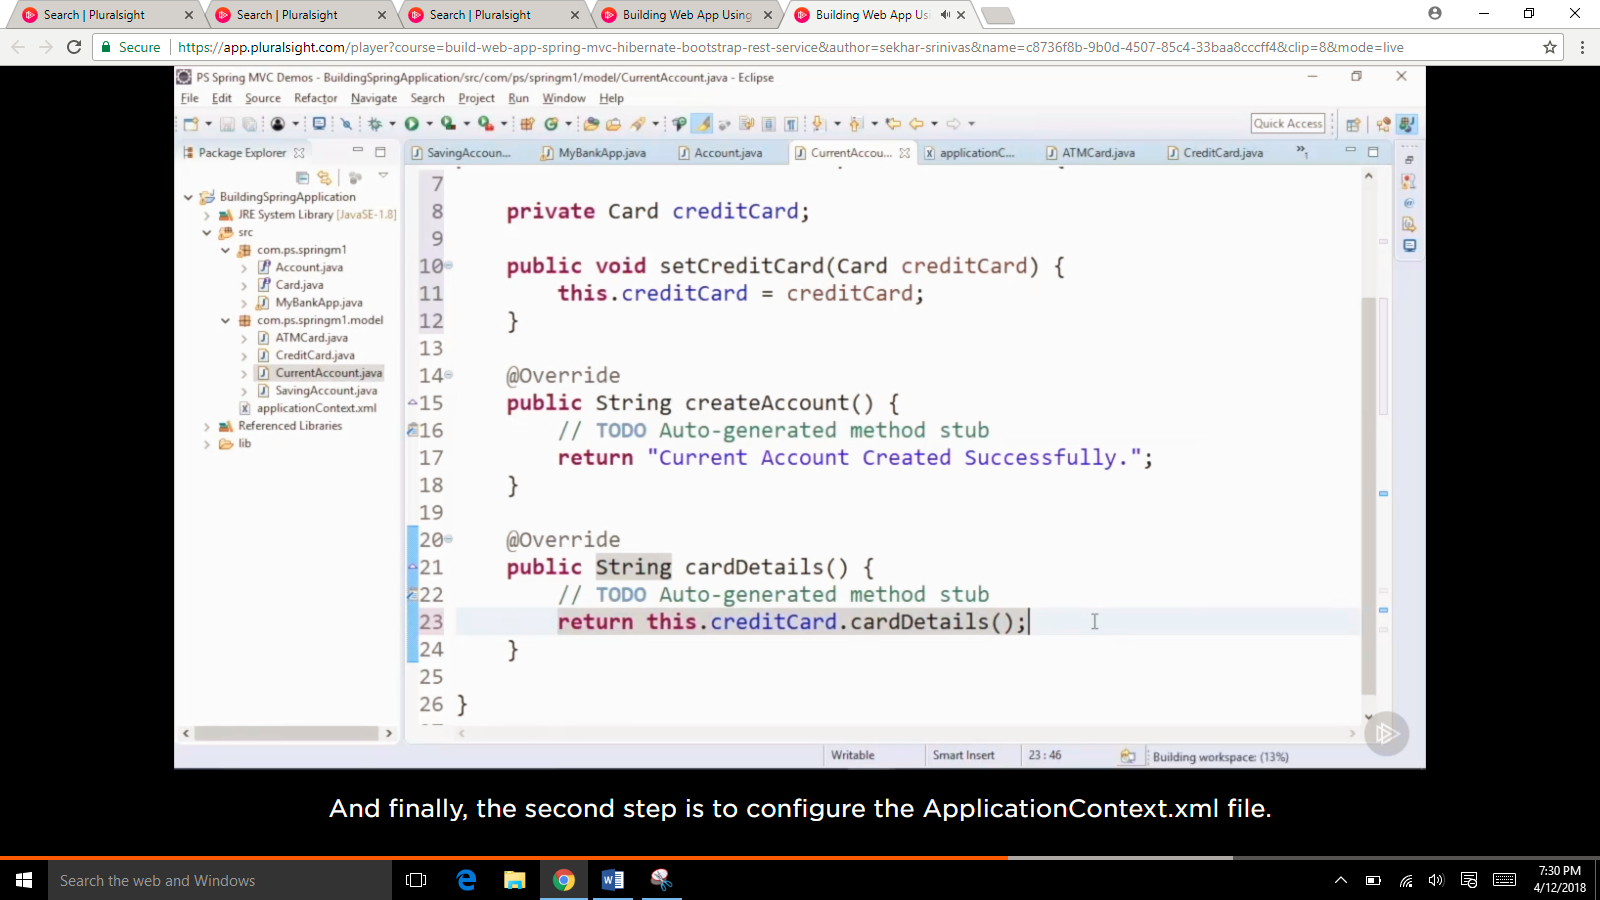 Search | Pluralsight
Search | Pluralsight
Search | Pluralsight
Building Web App Using
Building Web App Usi
Secure
https://app.pluralsight.com/player?course=build-web-app-spring-mvc-hibernate-bootstrap-rest-service&author=sekhar-srinivas&name=c8736f8b-9b0d-4507-85c4-33baa8cccff4&clip=8&mode=live
PS Spring MVC Demos - BuildingSpringApplication/src/com/ps/springm1/model/CurrentAccount.java - Eclipse
File Edit Source Refactor Navigate Search Project Run Window Help
Quick Access
Package Explorer
SavingAccoun...
MyBankApp.java
Account.java
CurrentAccou...
applicationC...
ATMCard.java
CreditCard.java
»1
BuildingSpringApplication
JRE System Library [JavaSE-1.8]
src
com.ps.springm1
Account.java
Card.java
MyBankApp.java
com.ps.springm1.model
ATMCard.java
CreditCard.java
CurrentAccount.java
SavingAccount.java
applicationContext.xml
Referenced Libraries
lib
7
8 private Card creditCard;
9
10 public void setCreditCard(Card creditCard) {
11 this.creditCard = creditCard;
12 }
13
14 @Override
15 public String createAccount() {
16 // TODO Auto-generated method stub
17 return "Current Account Created Successfully.";
18 }
19
20 @Override
21 public String cardDetails() {
22 // TODO Auto-generated method stub
23 return this.creditCard.cardDetails();
24 }
25
26 }
Writable
Smart Insert
23 : 46
Building workspace: (13%)
And finally, the second step is to configure the ApplicationContext.xml file.
Search the web and Windows
7:30 PM
4/12/2018